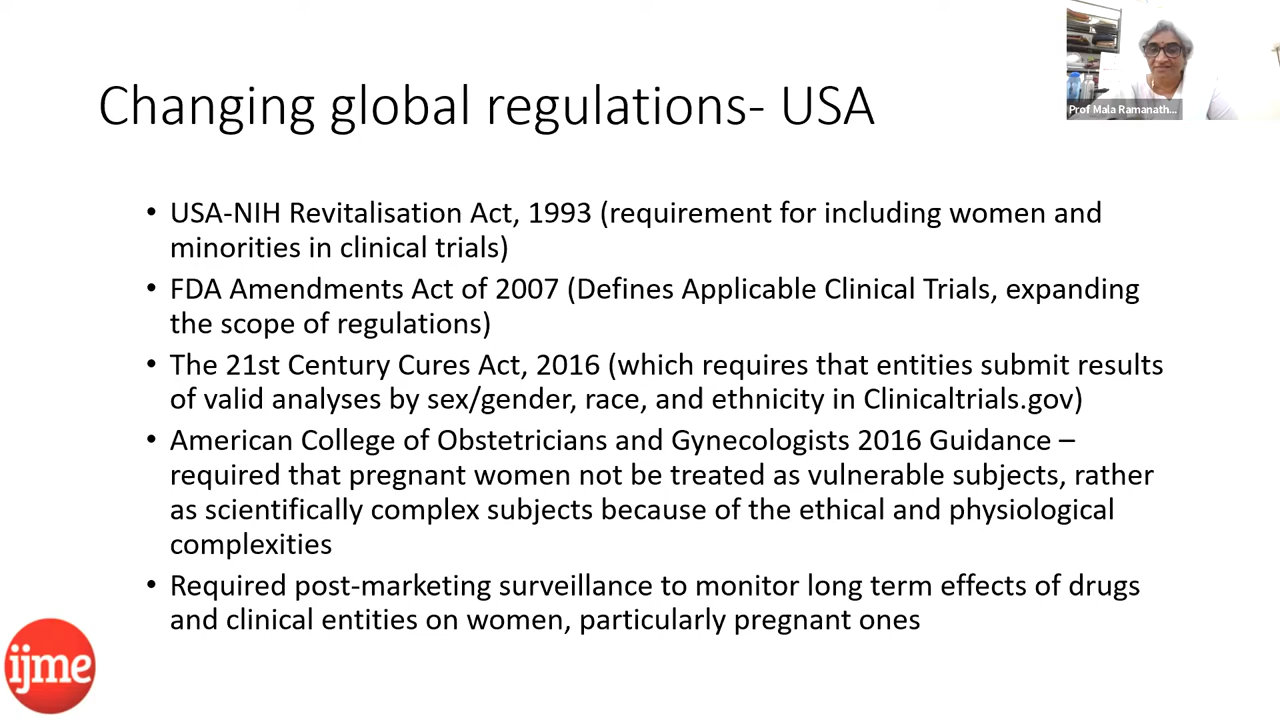 Changing global regulations- USA
Prof Mala Ramanath...
• USA-NIH Revitalisation Act, 1993 (requirement for including women and
minorities in clinical trials)
• FDA Amendments Act of 2007 (Defines Applicable Clinical Trials, expanding
the scope of regulations)
• The 21st Century Cures Act, 2016 (which requires that entities submit results
of valid analyses by sex/gender, race, and ethnicity in Clinicaltrials.gov)
• American College of Obstetricians and Gynecologists 2016 Guidance –
required that pregnant women not be treated as vulnerable subjects, rather
as scientifically complex subjects because of the ethical and physiological
complexities
• Required post-marketing surveillance to monitor long term effects of drugs
and clinical entities on women, particularly pregnant ones
ijme